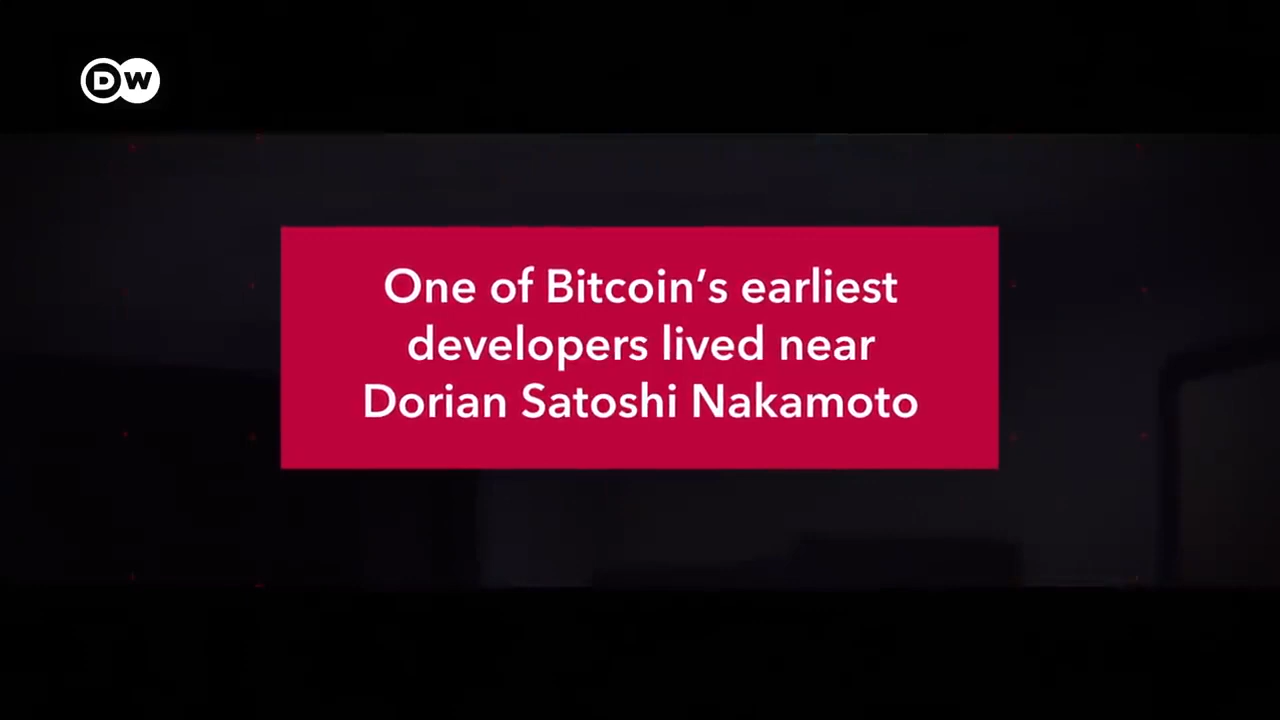 DW
One of Bitcoin’s earliest
developers lived near
Dorian Satoshi Nakamoto